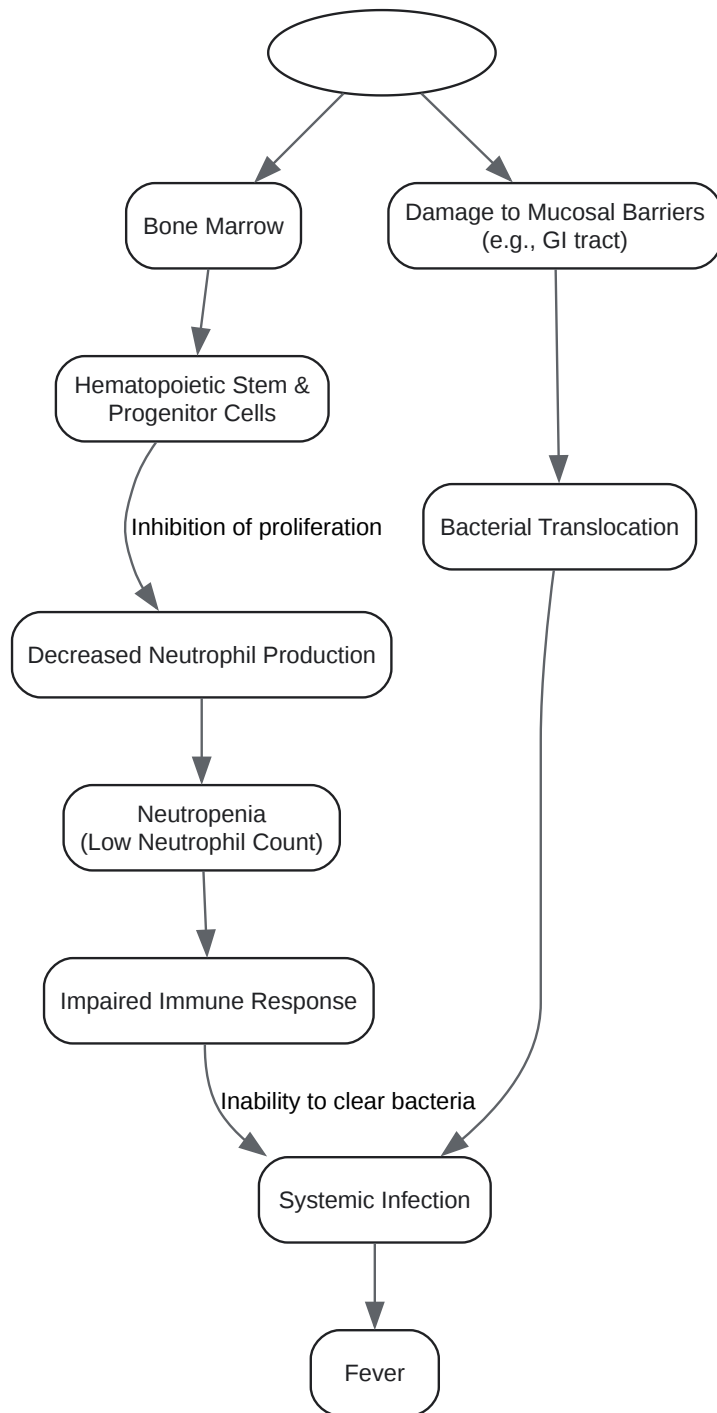 Bone Marrow
Damage to Mucosal Barriers
(e.g., GI tract)
Hematopoietic Stem &
Progenitor Cells
Inhibition of proliferation
Bacterial Translocation
Decreased Neutrophil Production
Neutropenia
(Low Neutrophil Count)
Impaired Immune Response
Inability to clear bacteria
Systemic Infection
Fever